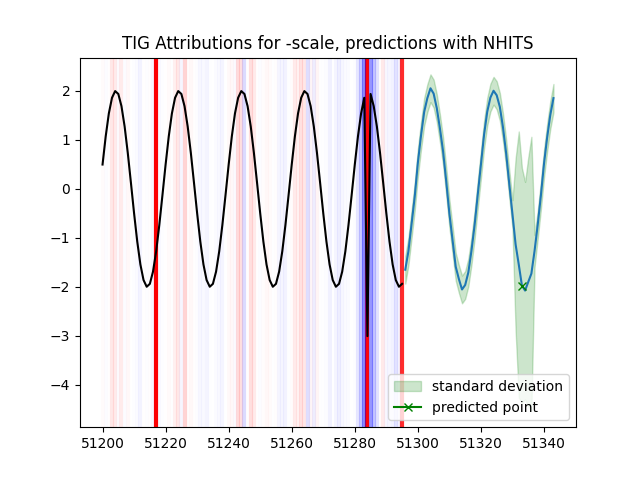 TIG Attributions for -scale, predictions with NHITS
2
1
0
−1
−2
−3
−4
standard deviation
predicted point
51200 51220 51240 51260 51280 51300 51320 51340